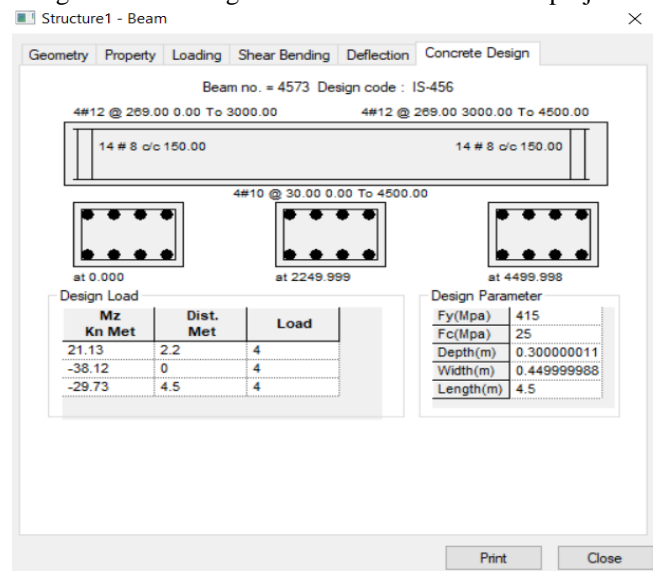 Structure1 - Beam
Geometry Property Loading Shear Bending Deflection Concrete Design
Beam no. = 4573 Design code : IS-456
4#12 @ 269.00 0.00 To 3000.00 4#12 @ 269.00 3000.00 To 4500.00
14 # 8 c/c 150.00 14 # 8 c/c 150.00
4#10 @ 30.00 0.00 To 4500.00
at 0.000 at 2249.999 at 4499.998
Design Load Design Parameter
Mz Kn Met Dist. Met Load
21.13 2.2 4
-38.12 0 4
-29.73 4.5 4
Fy(Mpa) 415
Fc(Mpa) 25
Depth(m) 0.300000011
Width(m) 0.449999988
Length(m) 4.5
Print Close